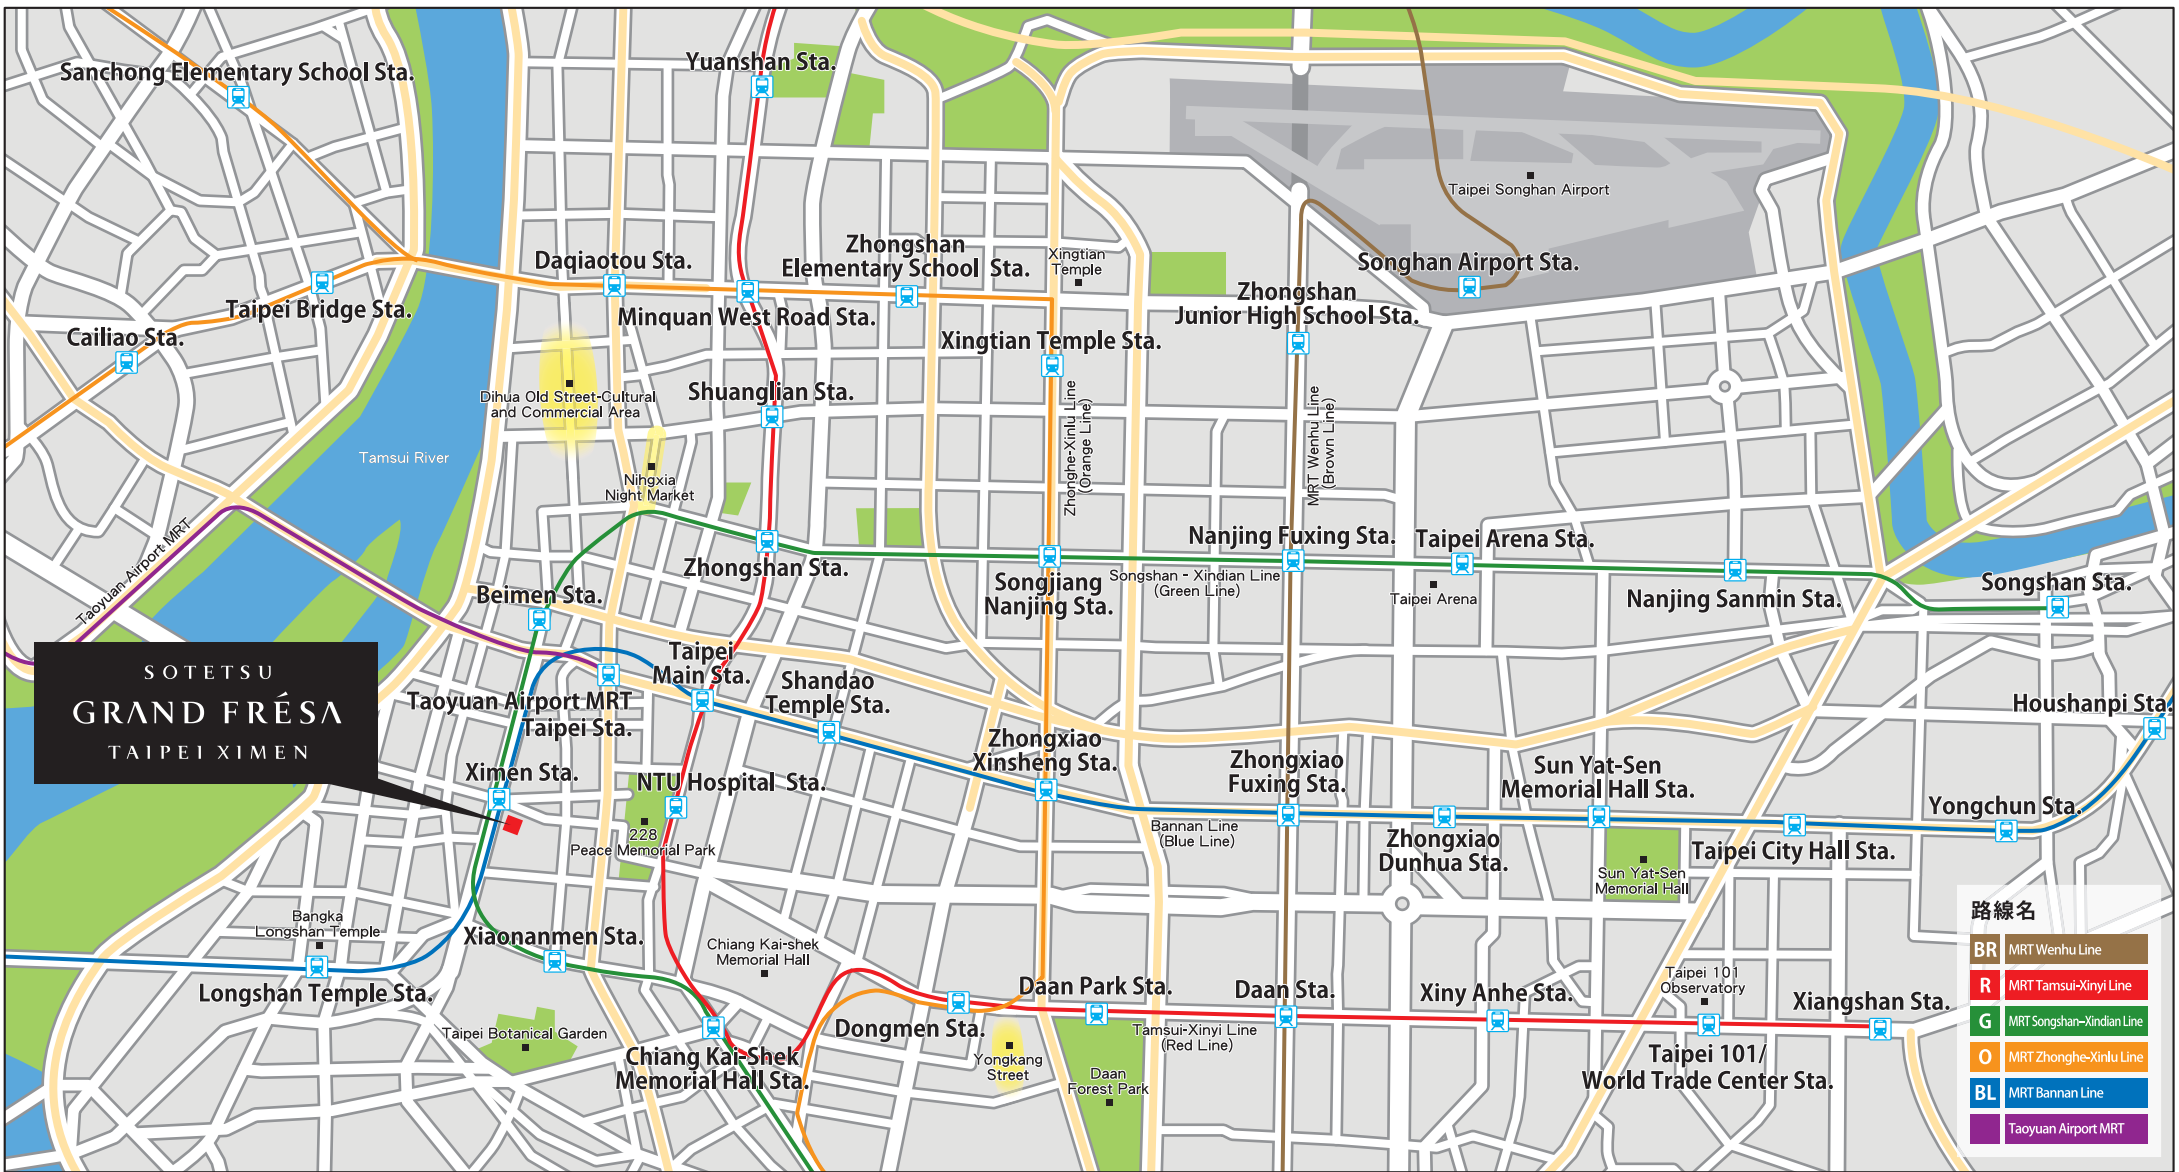 Yuanshan Sta.
Sanchong Elementary School Sta.
Taipei Songhan Airport
Daqiaotou Sta.
Zhongshan
Elementary School Sta.
Xingtian
Temple
Songhan Airport Sta.
Taipei Bridge Sta.
Minquan West Road Sta.
Zhongshan
Junior High School Sta.
Cailiao Sta.
Xingtian Temple Sta.
Dihua Old Street-Cultural
and Commercial Area
Shuanglian Sta.
Zhonghe-Xinlu Line
(Orange Line)
MRT Wenhu Line
(Brown Line)
Tamsui River
Nihgxia
Night Market
Taoyuan Airport MRT
Zhongshan Sta.
Nanjing Fuxing Sta.
Taipei Arena Sta.
Beimen Sta.
Songjiang
Nanjing Sta.
Songshan - Xindian Line
(Green Line)
Taipei Arena
Nanjing Sanmin Sta.
Songshan Sta.
SOTETSU
GRAND FRÉSA
TAIPEI XIMEN
Taipei
Main Sta.
Shandao
Temple Sta.
Taoyuan Airport MRT
Taipei Sta.
Houshanpi Sta.
Ximen Sta.
NTU Hospital Sta.
Zhongxiao
Xinsheng Sta.
Zhongxiao
Fuxing Sta.
Sun Yat-Sen
Memorial Hall Sta.
Yongchun Sta.
228
Peace Memorial Park
Bannan Line
(Blue Line)
Zhongxiao
Dunhua Sta.
Taipei City Hall Sta.
Sun Yat-Sen
Memorial Hall
Bangka
Longshan Temple
Xiaonanmen Sta.
Chiang Kai-shek
Memorial Hall
Longshan Temple Sta.
Daan Park Sta.
Daan Sta.
Xiny Anhe Sta.
Taipei 101
Observatory
Xiangshan Sta.
Taipei Botanical Garden
Dongmen Sta.
Tamsui-Xinyi Line
(Red Line)
Chiang Kai-Shek
Memorial Hall Sta.
Yongkang
Street
Daan
Forest Park
Taipei 101/
World Trade Center Sta.
路線名
BR MRT Wenhu Line
R MRT Tamsui-Xinyi Line
G MRT Songshan–Xindian Line
O MRT Zhonghe-Xinlu Line
BL MRT Bannan Line
Taoyuan Airport MRT